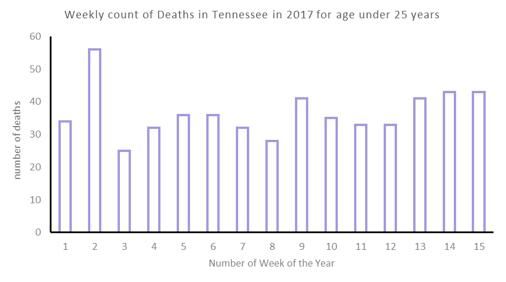 Weekly count of Deaths in Tennessee in 2017 for age under 25 years
number of deaths
60
50
40
30
20
10
0
1 2 3 4 5 6 7 8 9 10 11 12 13 14 15
Number of Week of the Year